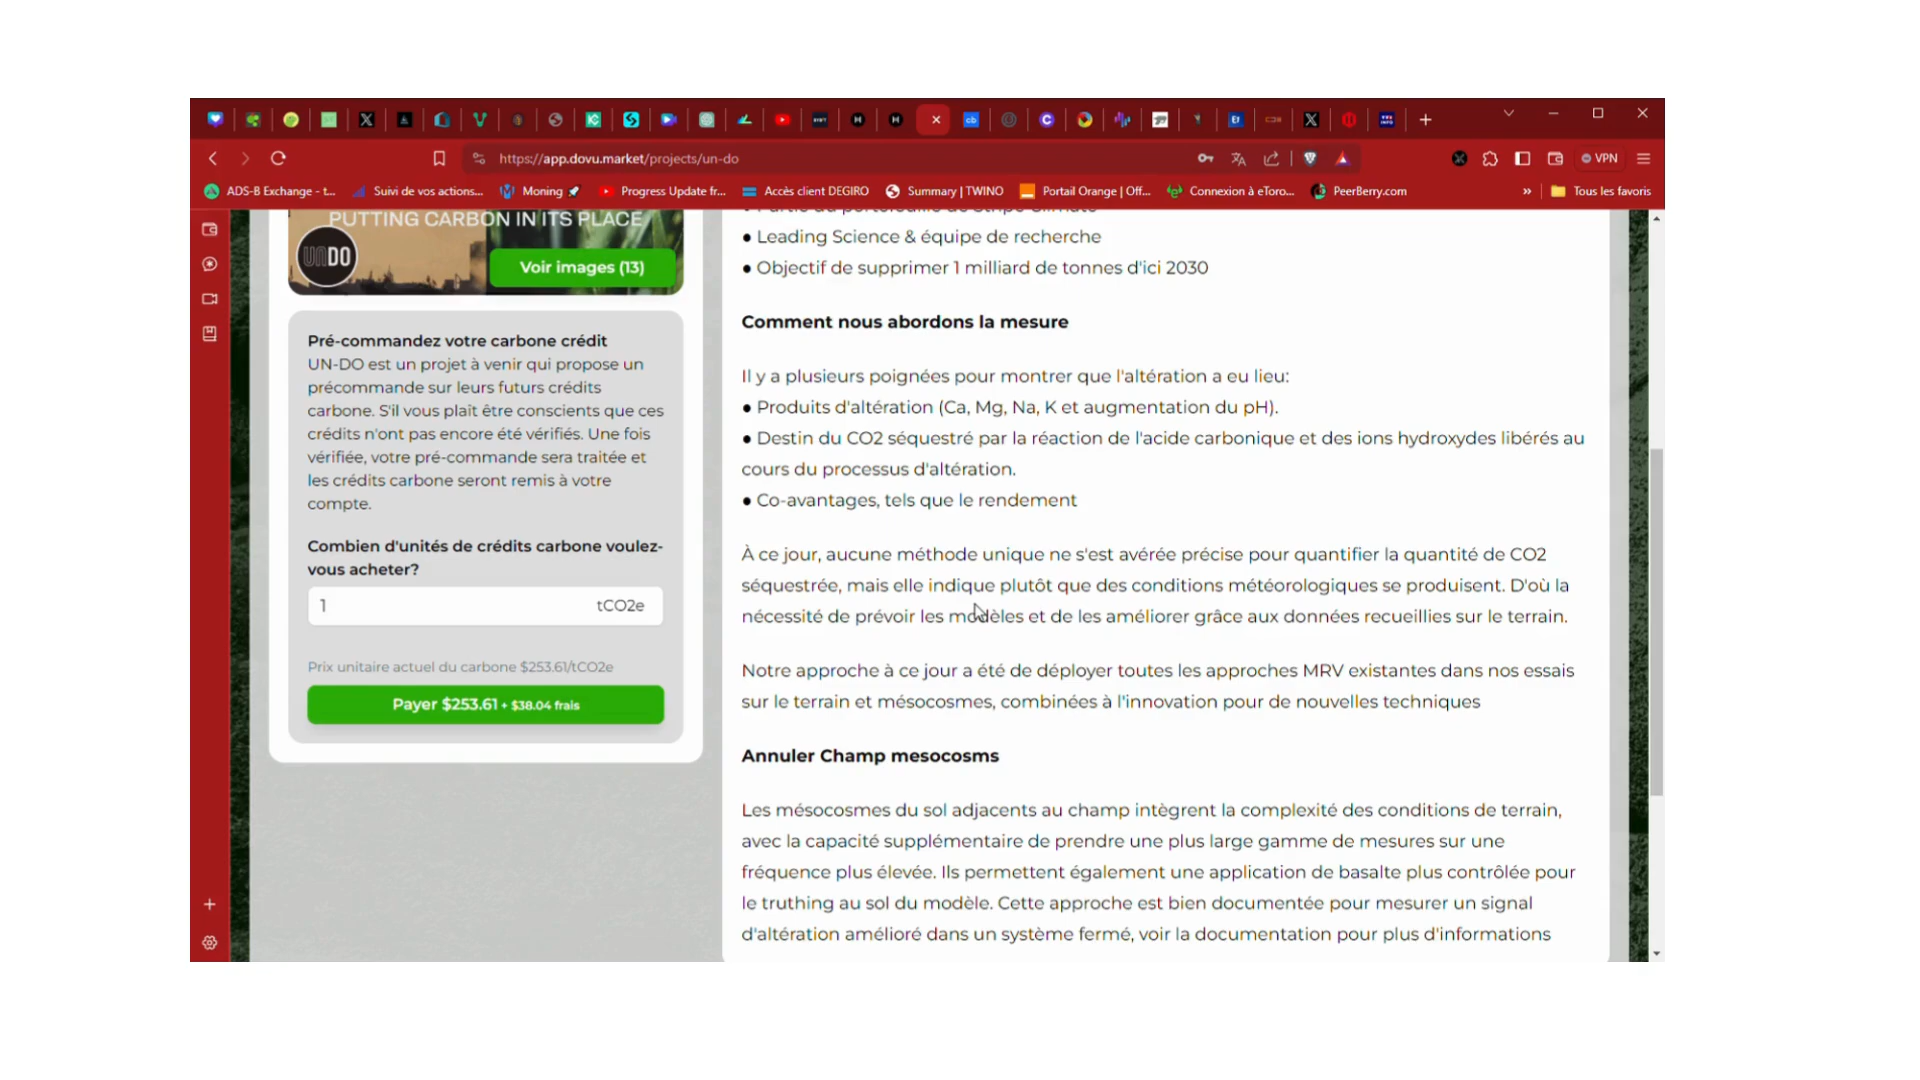 https://app.dovu.market/projects/un-do
VPN
ADS-B Exchange - t...
Suivi de vos actions...
Moning
Progress Update fr...
Accès client DEGIRO
Summary | TWINO
Portail Orange | Off...
Connexion à eToro...
PeerBerry.com
»
Tous les favoris
PUTTING CARBON IN ITS PLACE
UNDO
Voir images (13)
Pré-commandez votre carbone crédit
UN-DO est un projet à venir qui propose un
précommande sur leurs futurs crédits
carbone. S'il vous plaît être conscients que ces
crédits n'ont pas encore été vérifiés. Une fois
vérifiée, votre pré-commande sera traitée et
les crédits carbone seront remis à votre
compte.
Combien d'unités de crédits carbone voulez-
vous acheter?
1 tCO2e
Prix unitaire actuel du carbone $253.61/tCO2e
Payer $253.61 + $38.04 frais
● Partie du portefeuille de Stripe Climate
● Leading Science & équipe de recherche
● Objectif de supprimer 1 milliard de tonnes d'ici 2030
Comment nous abordons la mesure
Il y a plusieurs poignées pour montrer que l'altération a eu lieu:
● Produits d'altération (Ca, Mg, Na, K et augmentation du pH).
● Destin du CO2 séquestré par la réaction de l'acide carbonique et des ions hydroxydes libérés au
cours du processus d'altération.
● Co-avantages, tels que le rendement
À ce jour, aucune méthode unique ne s'est avérée précise pour quantifier la quantité de CO2
séquestrée, mais elle indique plutôt que des conditions météorologiques se produisent. D'où la
nécessité de prévoir les modèles et de les améliorer grâce aux données recueillies sur le terrain.
Notre approche à ce jour a été de déployer toutes les approches MRV existantes dans nos essais
sur le terrain et mésocosmes, combinées à l'innovation pour de nouvelles techniques
Annuler Champ mesocosms
Les mésocosmes du sol adjacents au champ intègrent la complexité des conditions de terrain,
avec la capacité supplémentaire de prendre une plus large gamme de mesures sur une
fréquence plus élevée. Ils permettent également une application de basalte plus contrôlée pour
le truthing au sol du modèle. Cette approche est bien documentée pour mesurer un signal
d'altération amélioré dans un système fermé, voir la documentation pour plus d'informations